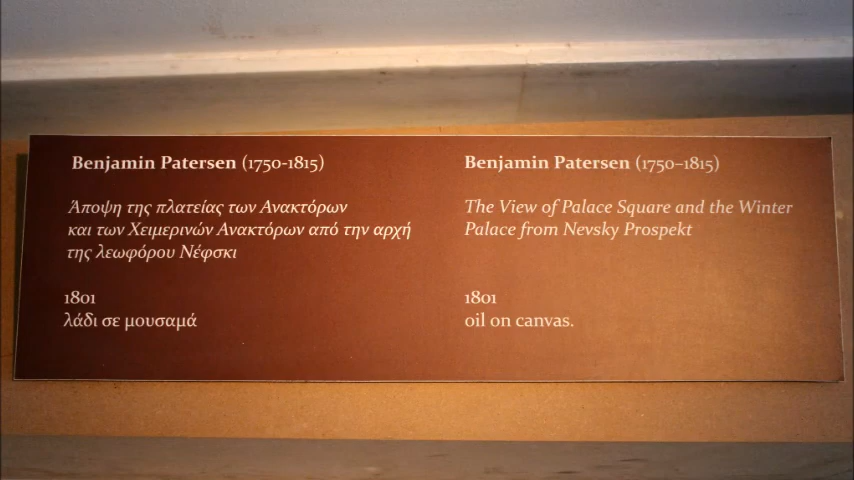 Benjamin Patersen (1750-1815)
Άποψη της πλατείας των Ανακτόρων
και των Χειμερινών Ανακτόρων από την αρχή
της λεωφόρου Νέφσκι
1801
λάδι σε μουσαμά
Benjamin Patersen (1750–1815)
The View of Palace Square and the Winter
Palace from Nevsky Prospekt
1801
oil on canvas.